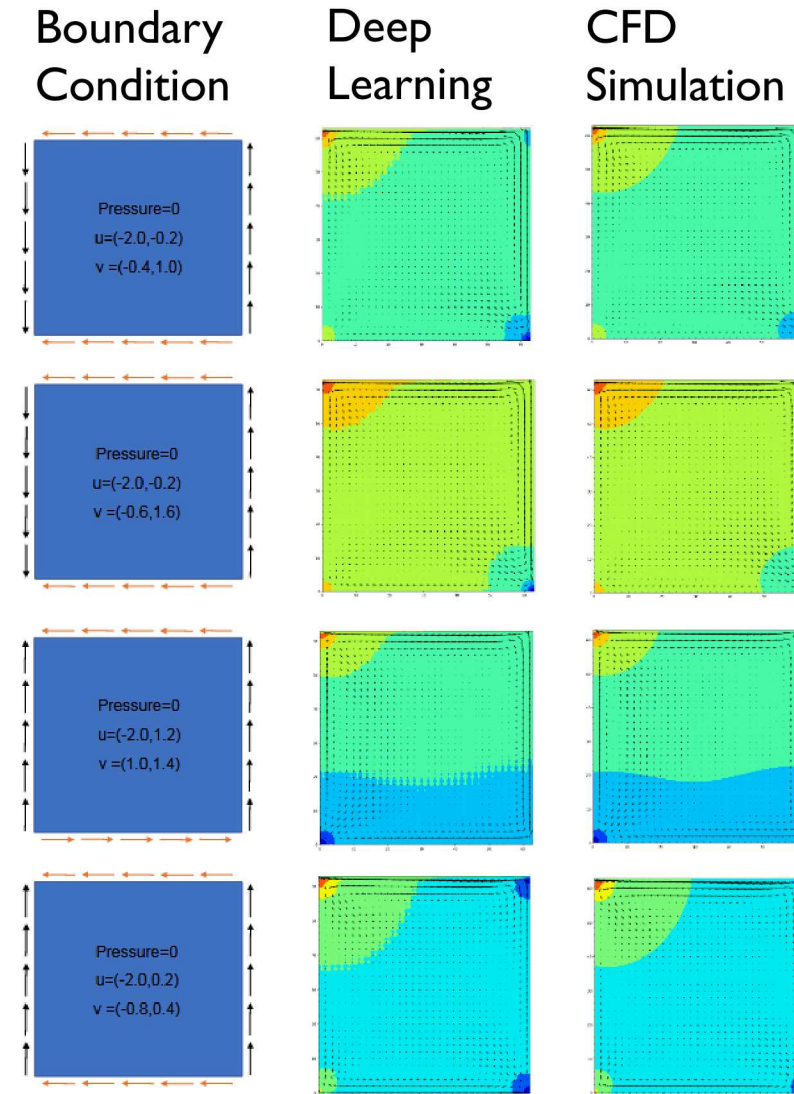 Boundary
Condition
Deep
Learning
CFD
Simulation
Pressure=0
u=(-2.0,-0.2)
v =(-0.4,1.0)
Pressure=0
u=(-2.0,-0.2)
v =(-0.6,1.6)
Pressure=0
u=(-2.0,1.2)
v =(1.0,1.4)
Pressure=0
u=(-2.0,0.2)
v =(-0.8,0.4)